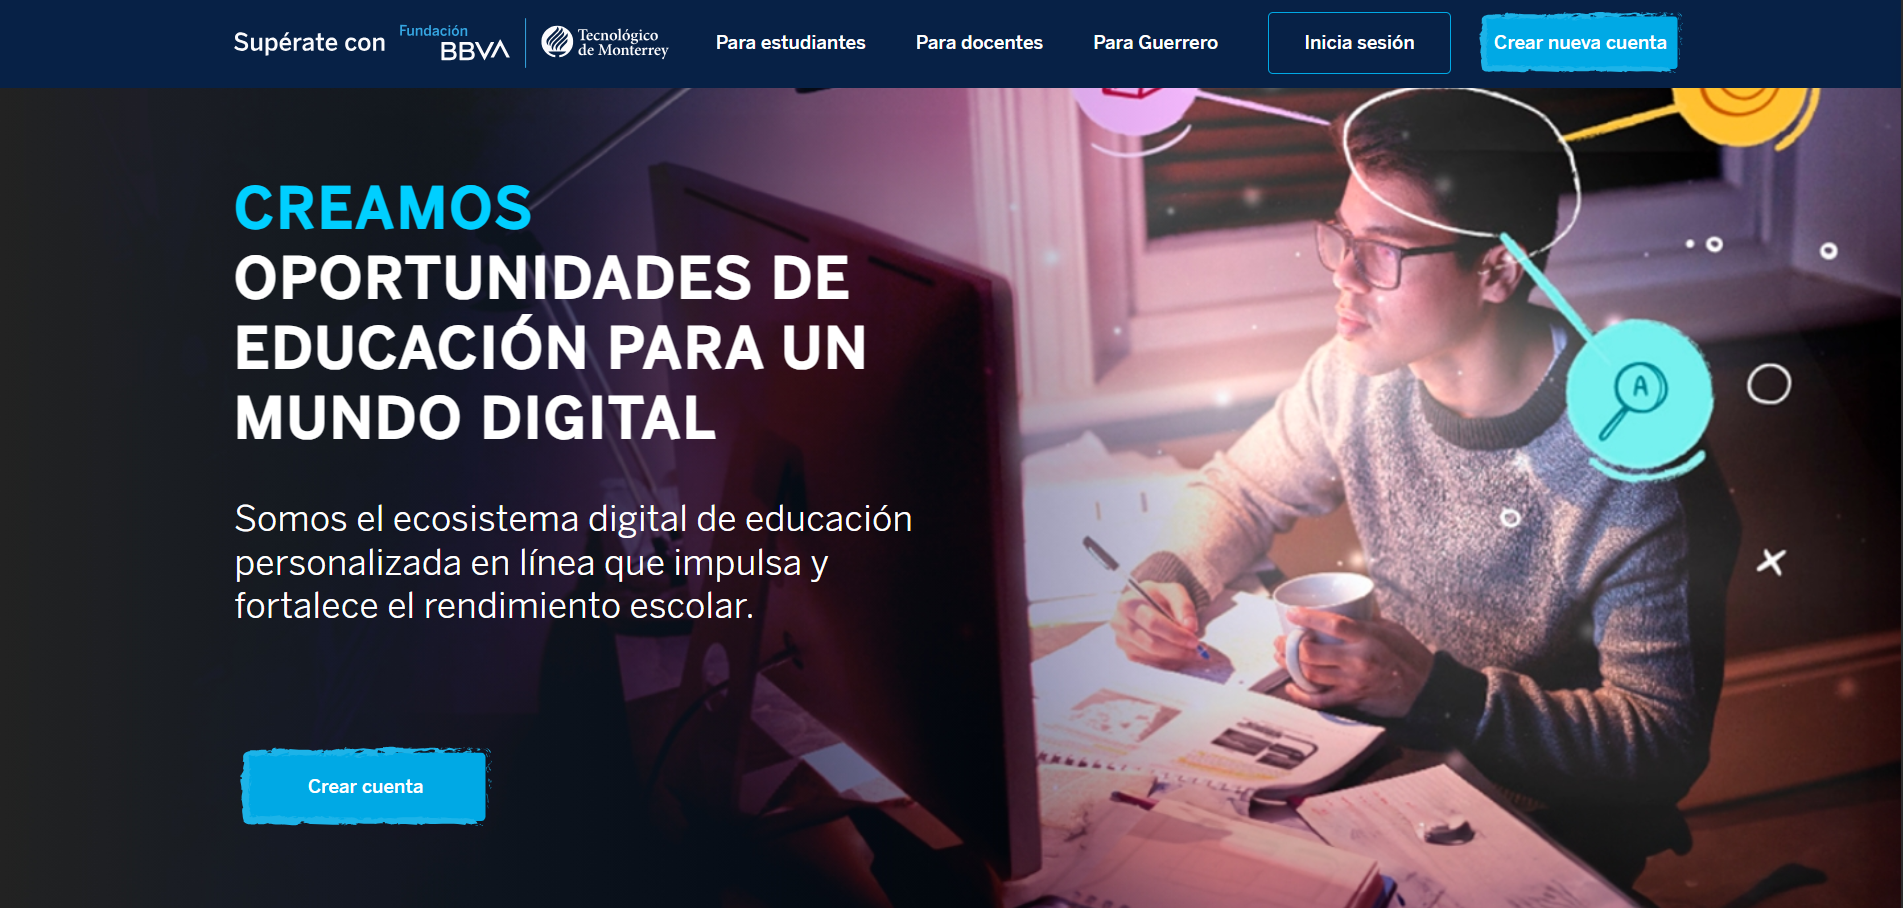 Supérate con
Fundación
BBVA
Tecnológico
de Monterrey
Para estudiantes
Para docentes
Para Guerrero
Inicia sesión
Crear nueva cuenta
CREAMOS
OPORTUNIDADES DE
EDUCACIÓN PARA UN
MUNDO DIGITAL
A
Somos el ecosistema digital de educación
personalizada en línea que impulsa y
fortalece el rendimiento escolar.
Crear cuenta